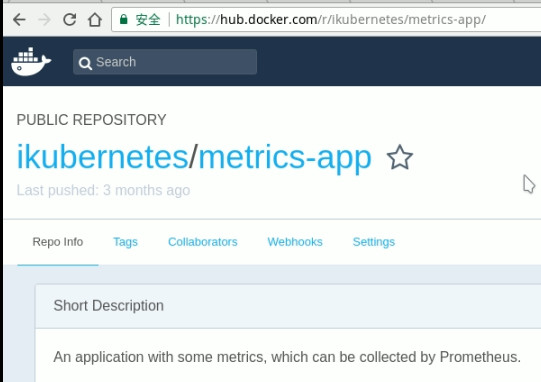 安全 https://hub.docker.com/r/ikubernetes/metrics-app/
Search
PUBLIC REPOSITORY
ikubernetes/metrics-app
Last pushed: 3 months ago
Repo Info Tags Collaborators Webhooks Settings
Short Description
An application with some metrics, which can be collected by Prometheus.